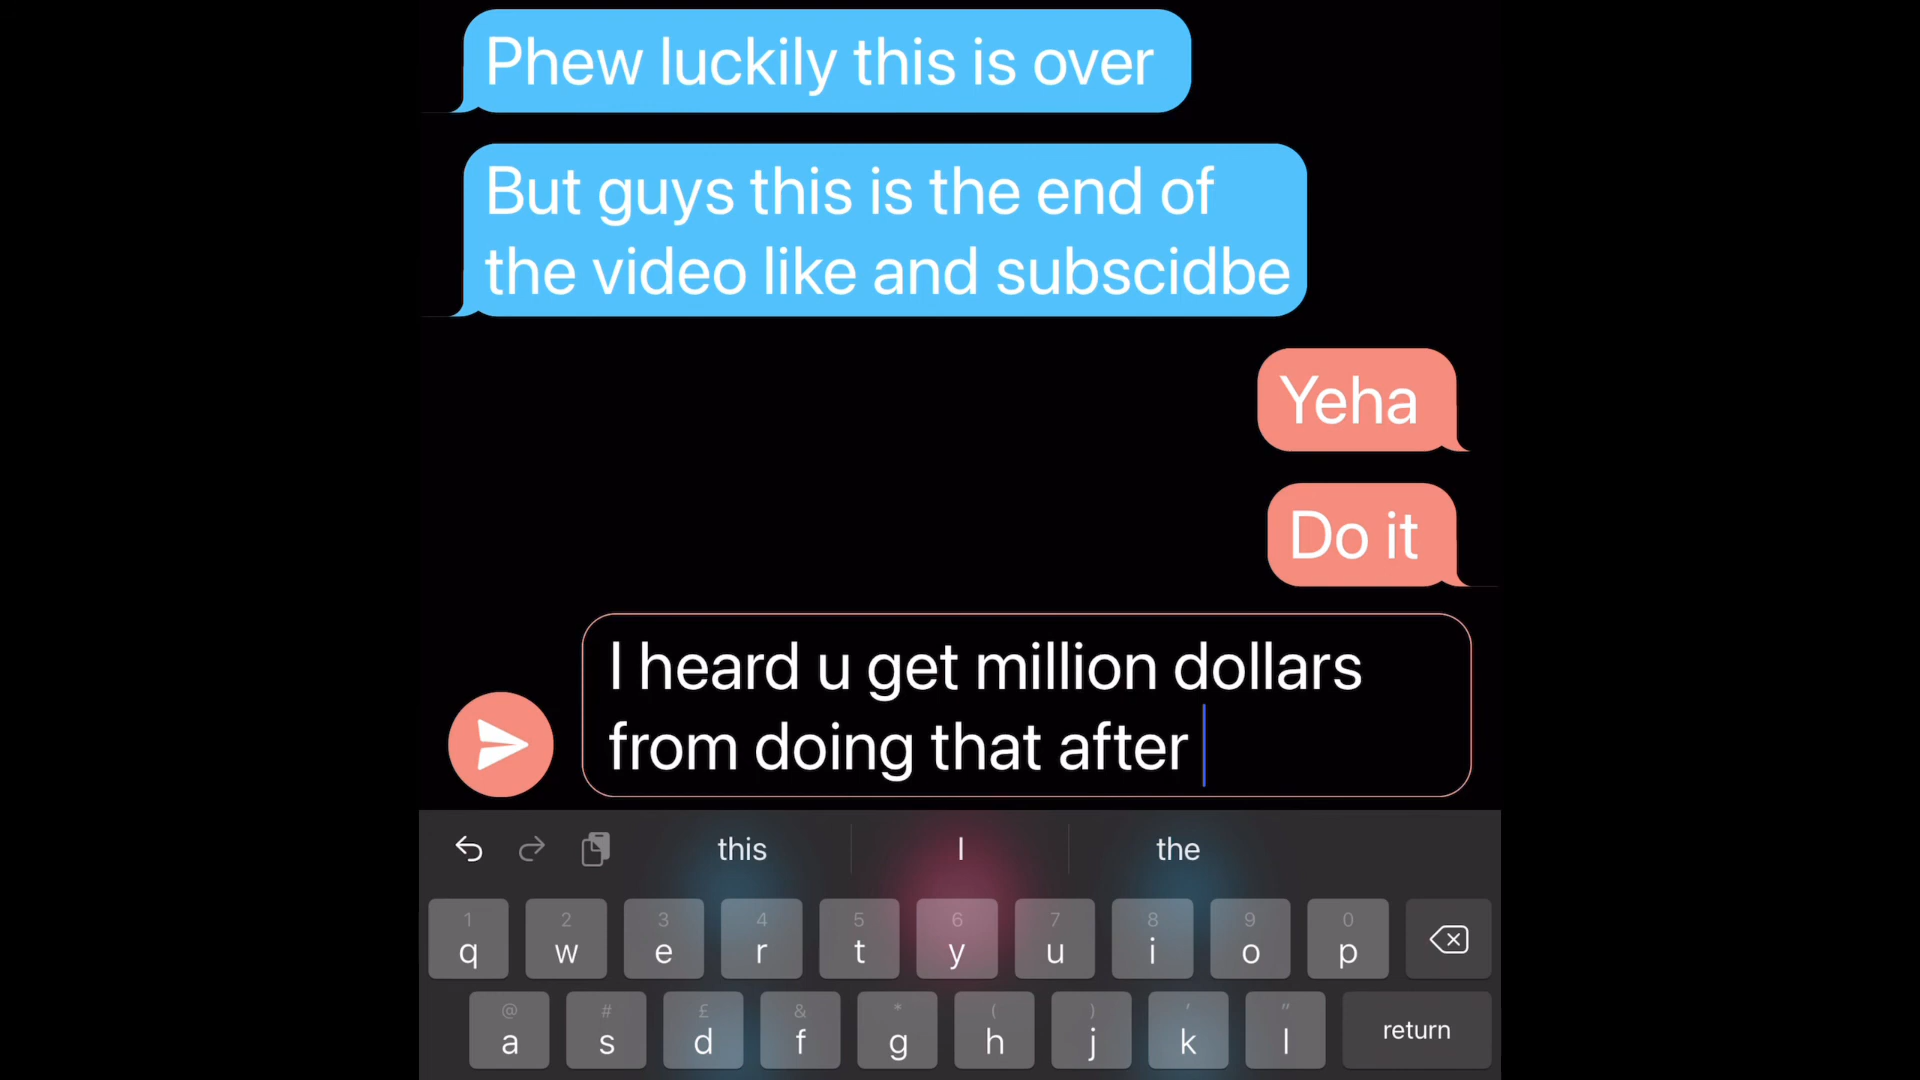 Phew luckily this is over
But guys this is the end of
the video like and subscidbe
Yeha
Do it
I heard u get million dollars
from doing that after
this I the
1 2 3 4 5 6 7 8 9 0
q w e r t y u i o p
@ # £ & * ( ) ' "
a s d f g h j k l return